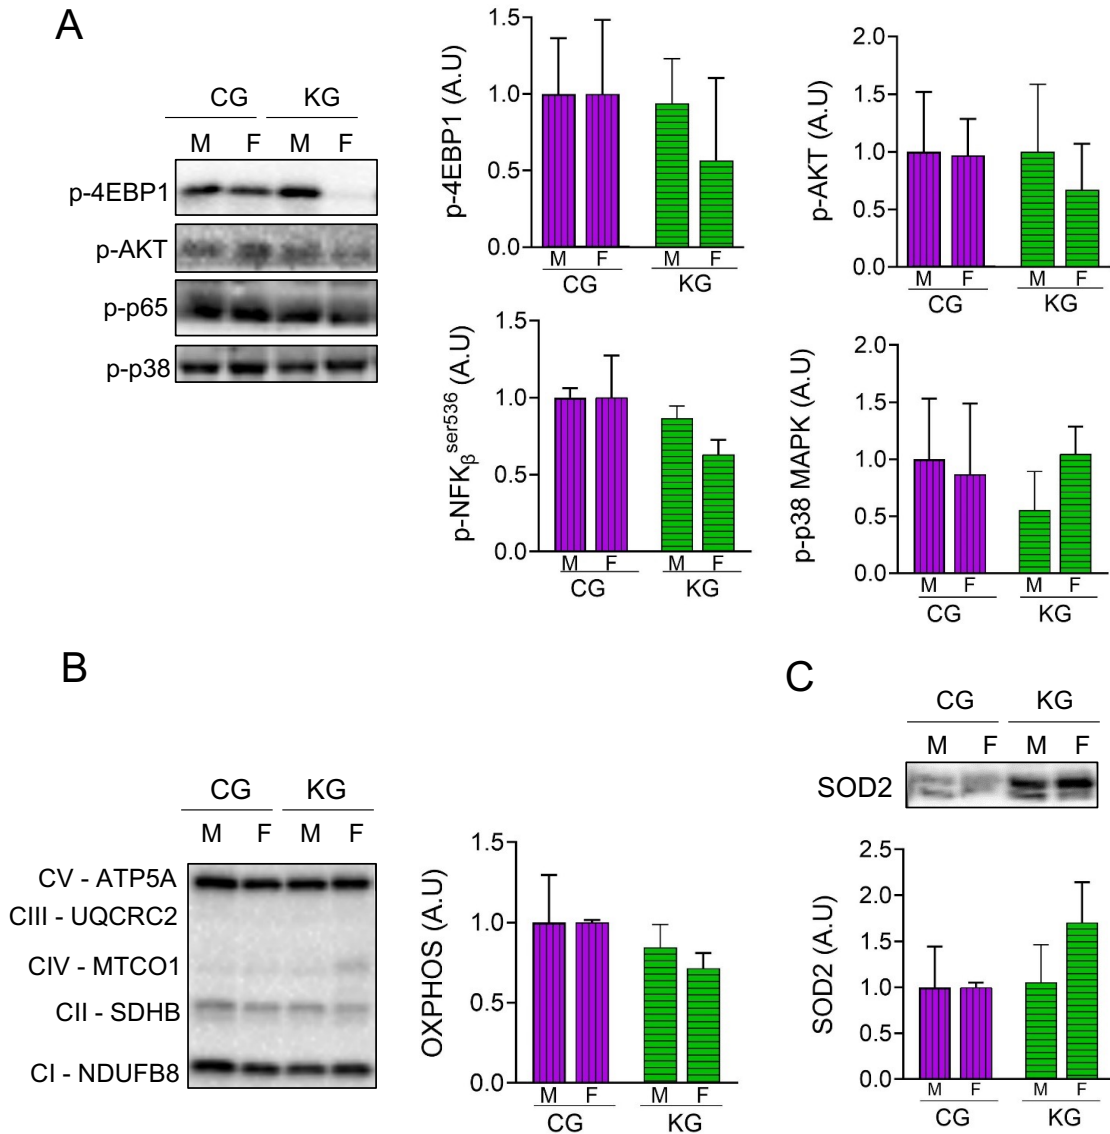 A
CG KG
M F M F
p-4EBP1
p-AKT
p-p65
p-p38
p-4EBP1 (A.U)
1.5
1.0
0.5
0.0
M F M F
CG KG
p-AKT (A.U)
2.0
1.5
1.0
0.5
0.0
M F M F
CG KG
p-NFKβ ser536 (A.U)
1.5
1.0
0.5
0.0
M F M F
CG KG
p-p38 MAPK (A.U)
2.0
1.5
1.0
0.5
0.0
M F M F
CG KG
B
CG KG
M F M F
CV - ATP5A
CIII - UQCRC2
CIV - MTCO1
CII - SDHB
CI - NDUFB8
OXPHOS (A.U)
1.5
1.0
0.5
0.0
M F M F
CG KG
C
CG KG
M F M F
SOD2
SOD2 (A.U)
2.5
2.0
1.5
1.0
0.5
0.0
M F M F
CG KG